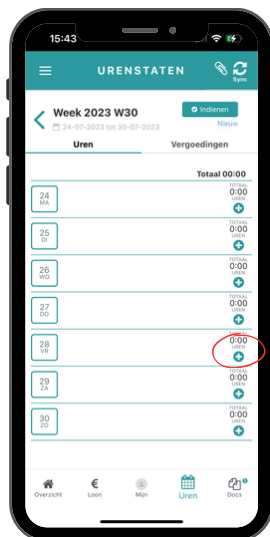 15:43
URENSTATEN
Sync
Week 2023 W30
Indienen
24-07-2023 tot 30-07-2023
Nieuw
Uren Vergoedingen
Totaal 00:00
24
MA
TOTAAL
0:00
UREN
25
DI
TOTAAL
0:00
UREN
26
WO
TOTAAL
0:00
UREN
27
DO
TOTAAL
0:00
UREN
28
VR
TOTAAL
0:00
UREN
29
ZA
TOTAAL
0:00
UREN
30
ZO
TOTAAL
0:00
UREN
Overzicht Loon Mijn Uren Docs